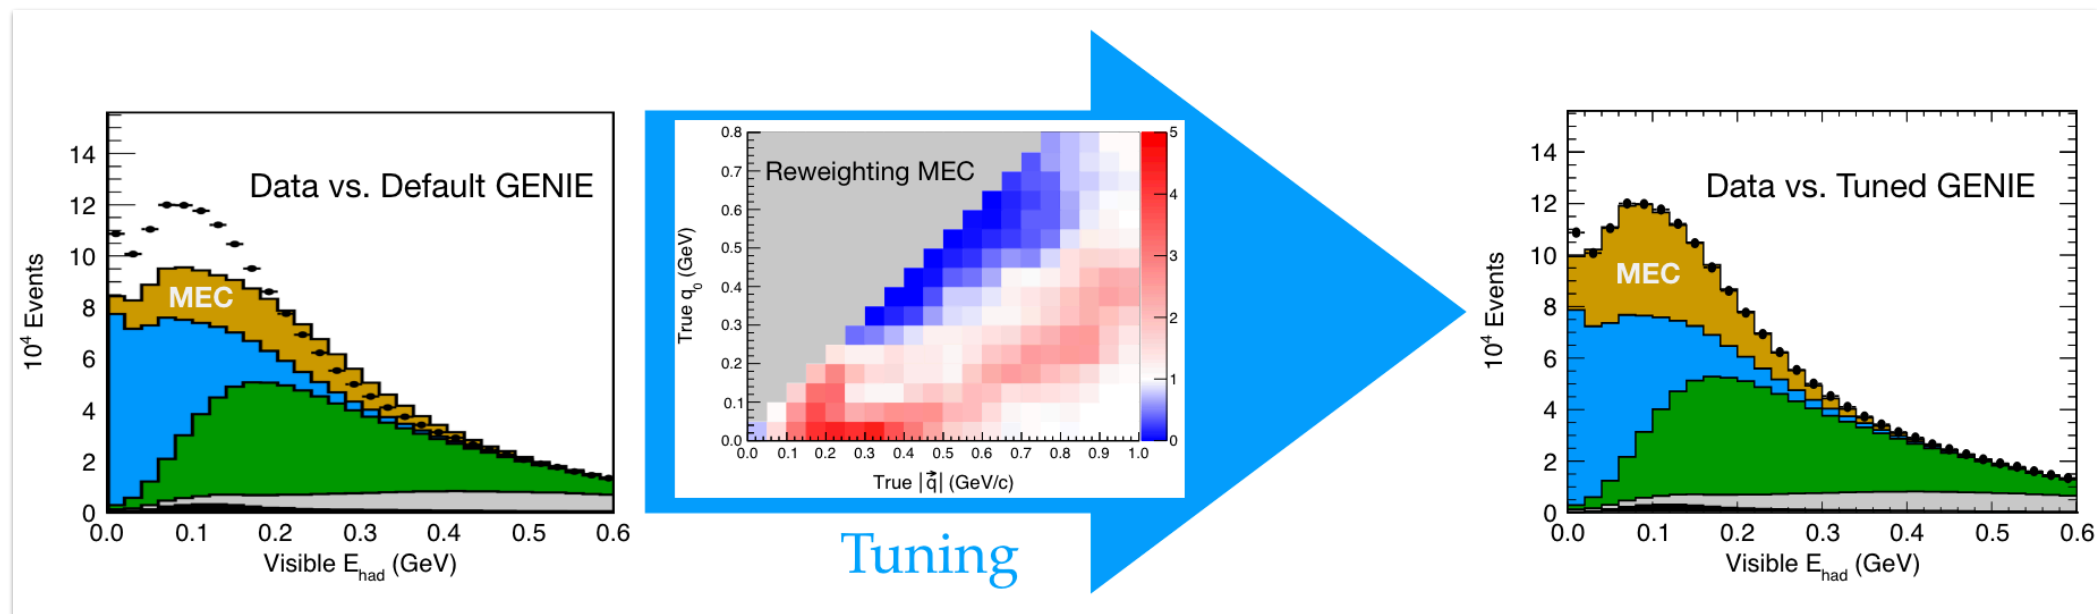 Data vs. Default GENIE
MEC
14
12
10
8
6
4
2
0
10⁴ Events
0.0 0.1 0.2 0.3 0.4 0.5 0.6
Visible E_had (GeV)
Reweighting MEC
0.8
0.7
0.6
0.5
0.4
0.3
0.2
0.1
0.0
True q_0 (GeV)
0.0 0.1 0.2 0.3 0.4 0.5 0.6 0.7 0.8 0.9 1.0
True |q⃗| (GeV/c)
5
4
3
2
1
0
Tuning
Data vs. Tuned GENIE
MEC
14
12
10
8
6
4
2
0
10⁴ Events
0.0 0.1 0.2 0.3 0.4 0.5 0.6
Visible E_had (GeV)